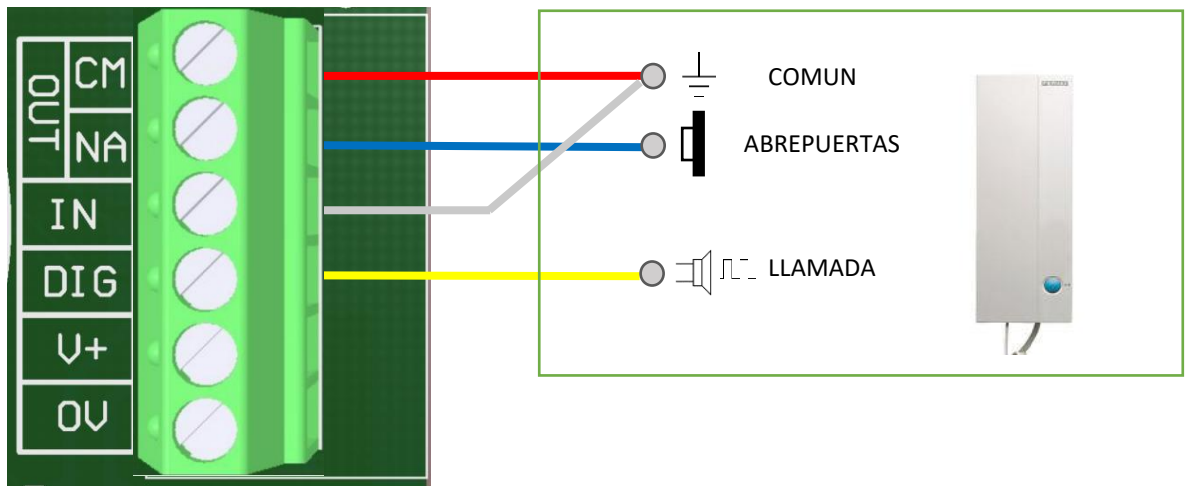 OUT
CM
NA
IN
DIG
V+
0V
COMUN
ABREPUERTAS
LLAMADA